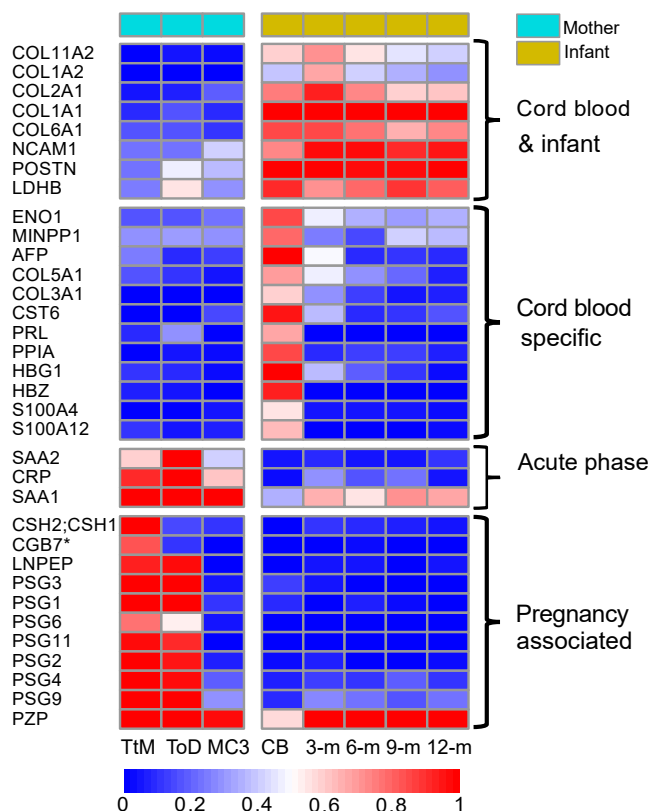 Mother
Infant
COL11A2
COL1A2
COL2A1
COL1A1
COL6A1
NCAM1
POSTN
LDHB
Cord blood
& infant
ENO1
MINPP1
AFP
COL5A1
COL3A1
CST6
PRL
PPIA
HBG1
HBZ
S100A4
S100A12
Cord blood
specific
SAA2
CRP
SAA1
Acute phase
CSH2;CSH1
CGB7*
LNPEP
PSG3
PSG1
PSG6
PSG11
PSG2
PSG4
PSG9
PZP
Pregnancy
associated
TtM ToD MC3 CB 3-m 6-m 9-m 12-m
0 0.2 0.4 0.6 0.8 1